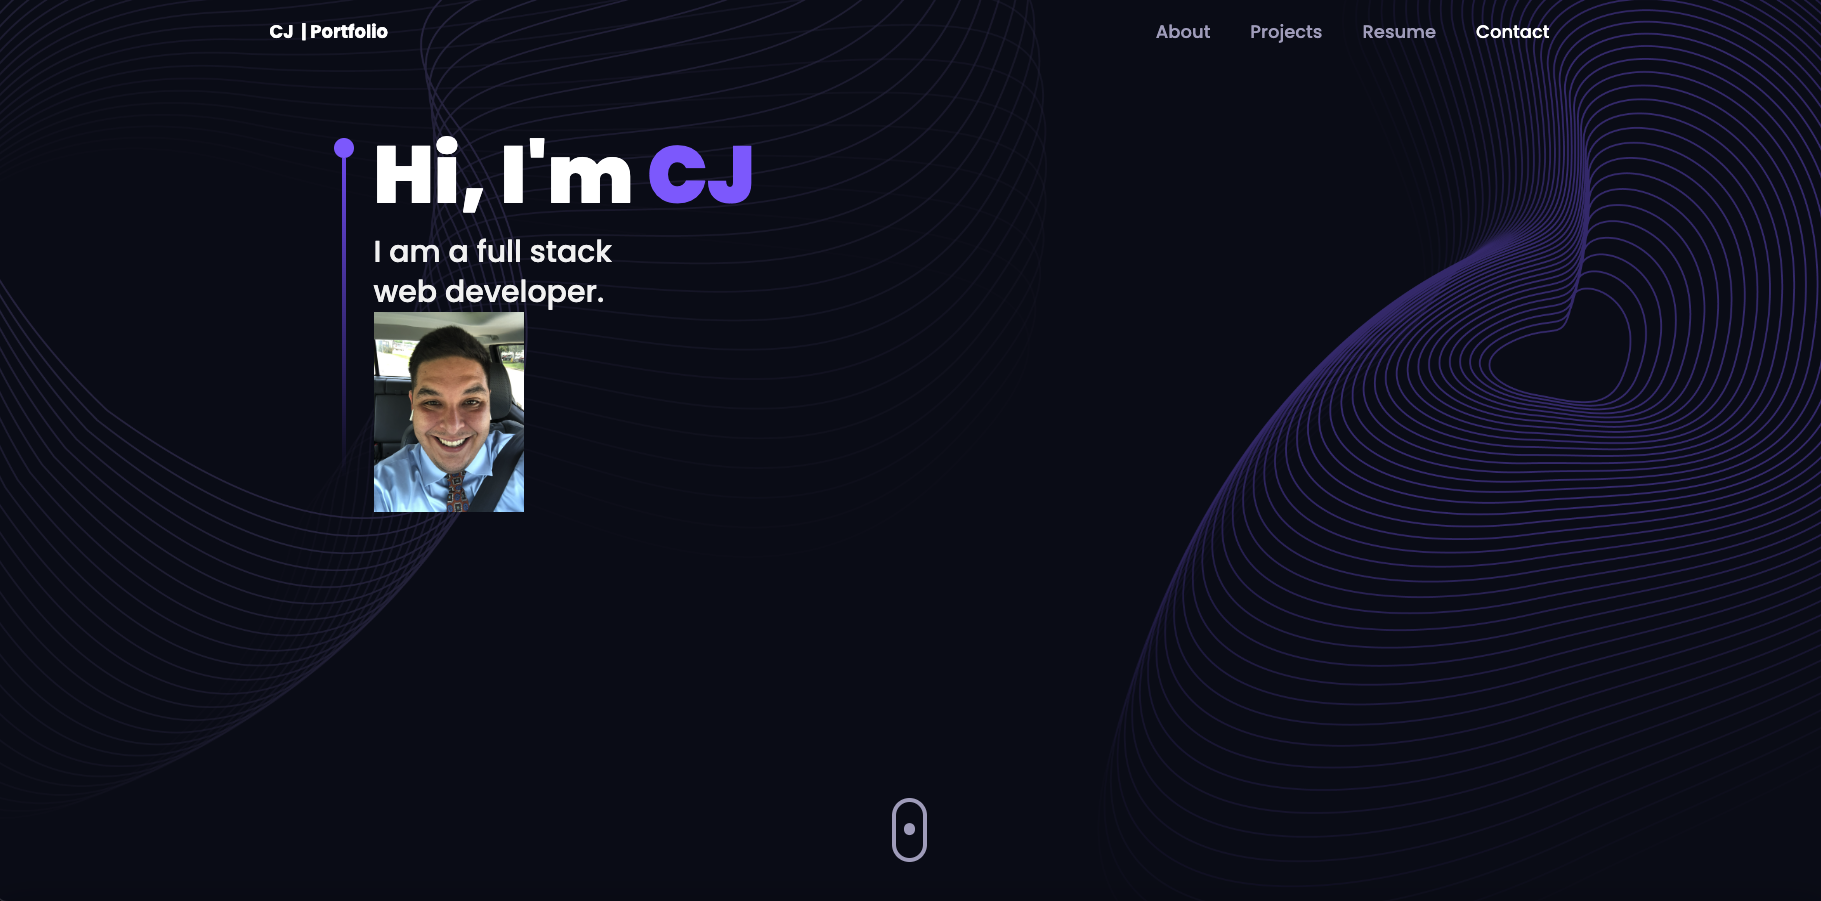 CJ | Portfolio
About Projects Resume Contact
Hi, I'm CJ
I am a full stack
web developer.